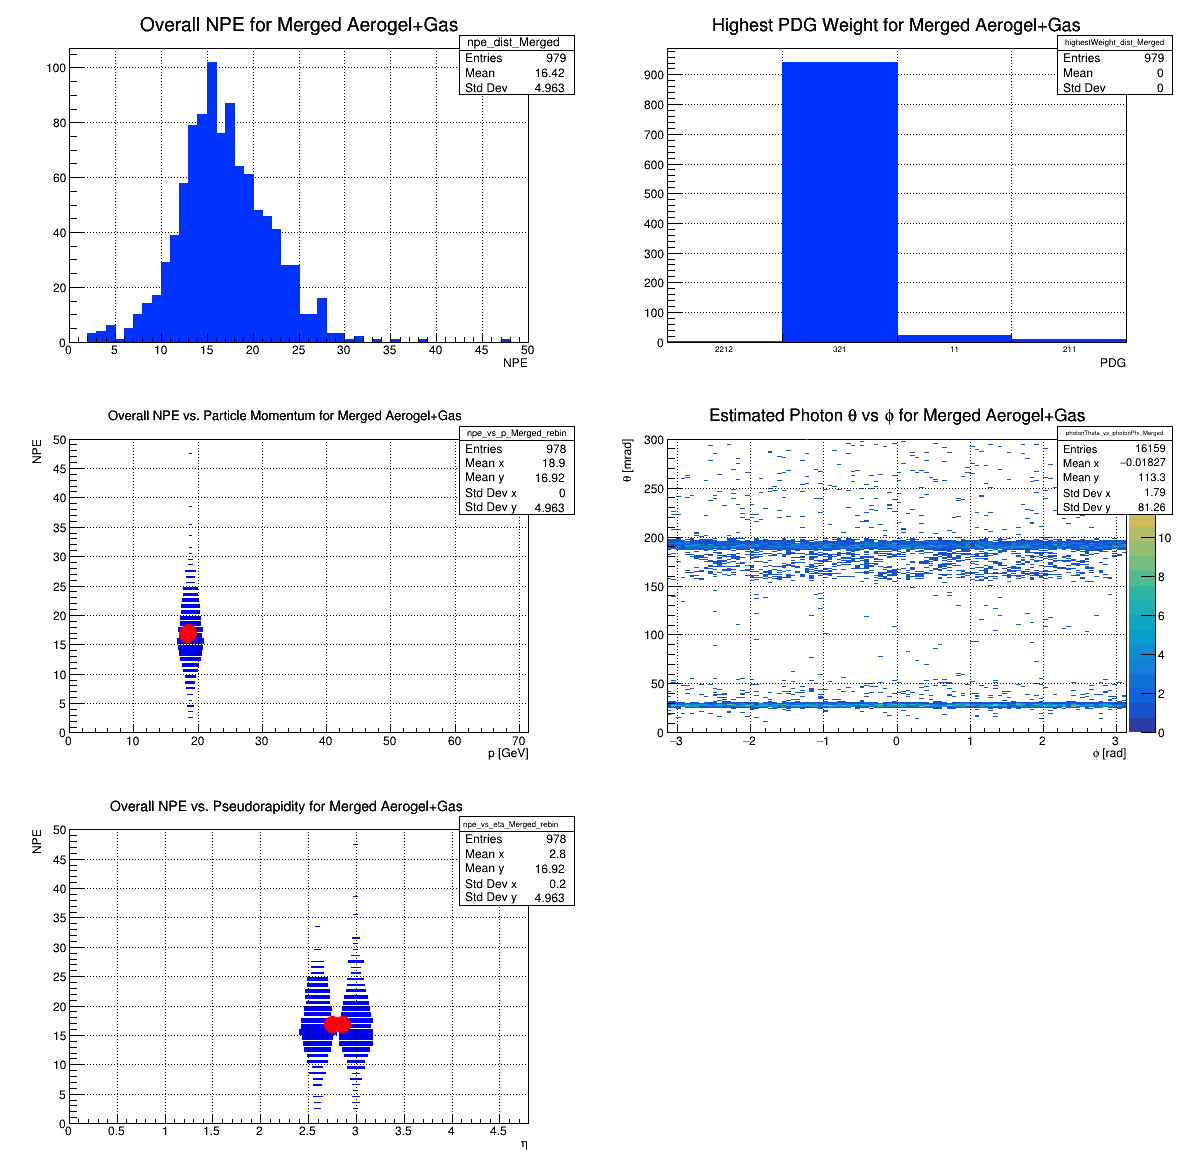 Overall NPE for Merged Aerogel+Gas
npe_dist_Merged
Entries 979
Mean 16.42
Std Dev 4.963
100
80
60
40
20
0
0 5 10 15 20 25 30 35 40 45 50
NPE
Highest PDG Weight for Merged Aerogel+Gas
highestWeight_dist_Merged
Entries 979
Mean 0
Std Dev 0
900
800
700
600
500
400
300
200
100
0
2212 321 11 211
PDG
Overall NPE vs. Particle Momentum for Merged Aerogel+Gas
NPE
npe_vs_p_Merged_rebin
Entries 978
Mean x 18.9
Mean y 16.92
Std Dev x 0
Std Dev y 4.963
50
45
40
35
30
25
20
15
10
5
0
0 10 20 30 40 50 60 70
p [GeV]
Estimated Photon θ vs ϕ for Merged Aerogel+Gas
θ [mrad]
photonTheta_vs_photonPhi_Merged
Entries 16159
Mean x −0.01827
Mean y 113.3
Std Dev x 1.79
Std Dev y 81.26
300
250
200
150
100
50
0
−3 −2 −1 0 1 2 3
ϕ [rad]
10
8
6
4
2
0
Overall NPE vs. Pseudorapidity for Merged Aerogel+Gas
NPE
npe_vs_eta_Merged_rebin
Entries 978
Mean x 2.8
Mean y 16.92
Std Dev x 0.2
Std Dev y 4.963
50
45
40
35
30
25
20
15
10
5
0
0 0.5 1 1.5 2 2.5 3 3.5 4 4.5
η